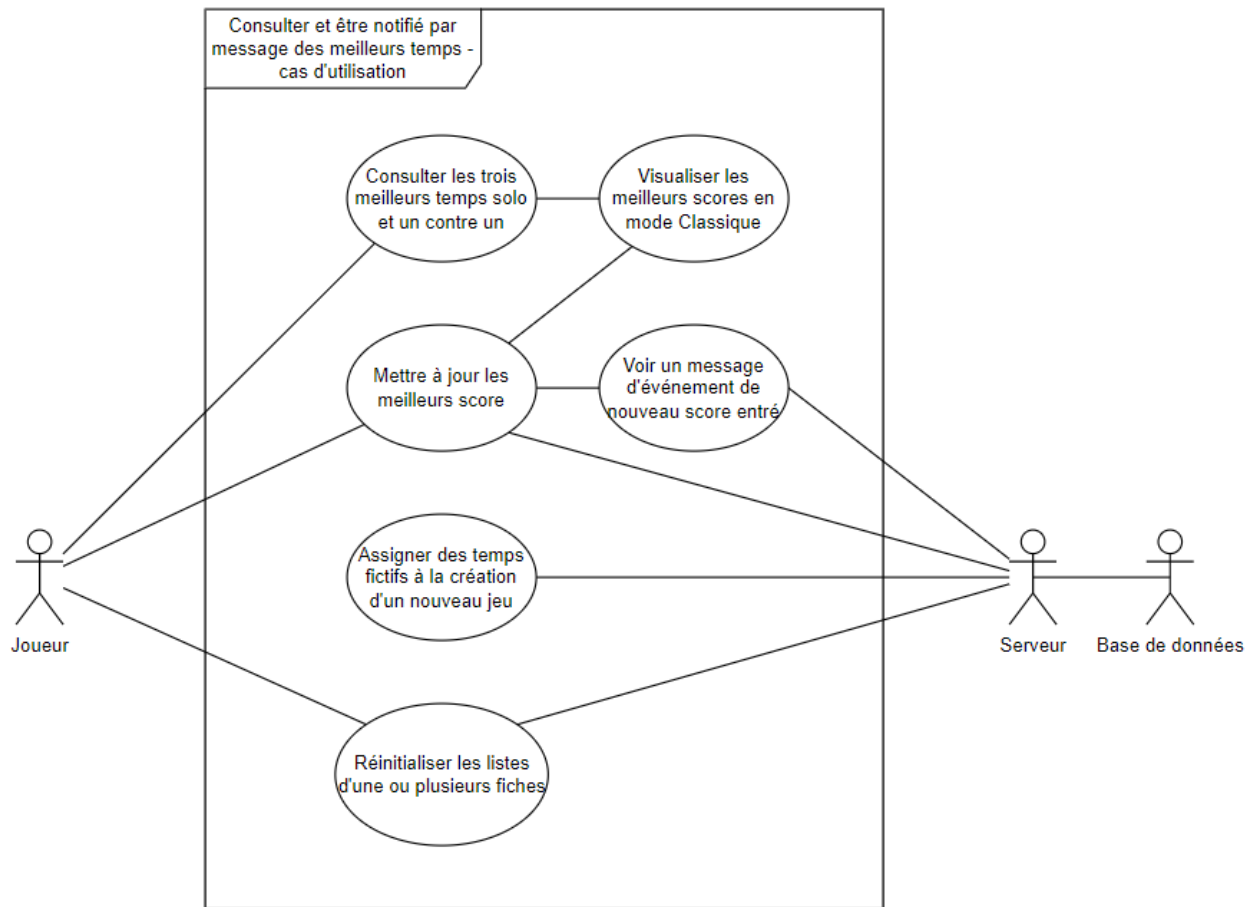 Consulter et être notifié par
message des meilleurs temps -
cas d'utilisation
Consulter les trois
meilleurs temps solo
et un contre un
Visualiser les
meilleurs scores en
mode Classique
Mettre à jour les
meilleurs score
Voir un message
d'événement de
nouveau score entré
Assigner des temps
fictifs à la création
d'un nouveau jeu
Joueur
Serveur
Base de données
Réinitialiser les listes
d'une ou plusieurs fiches